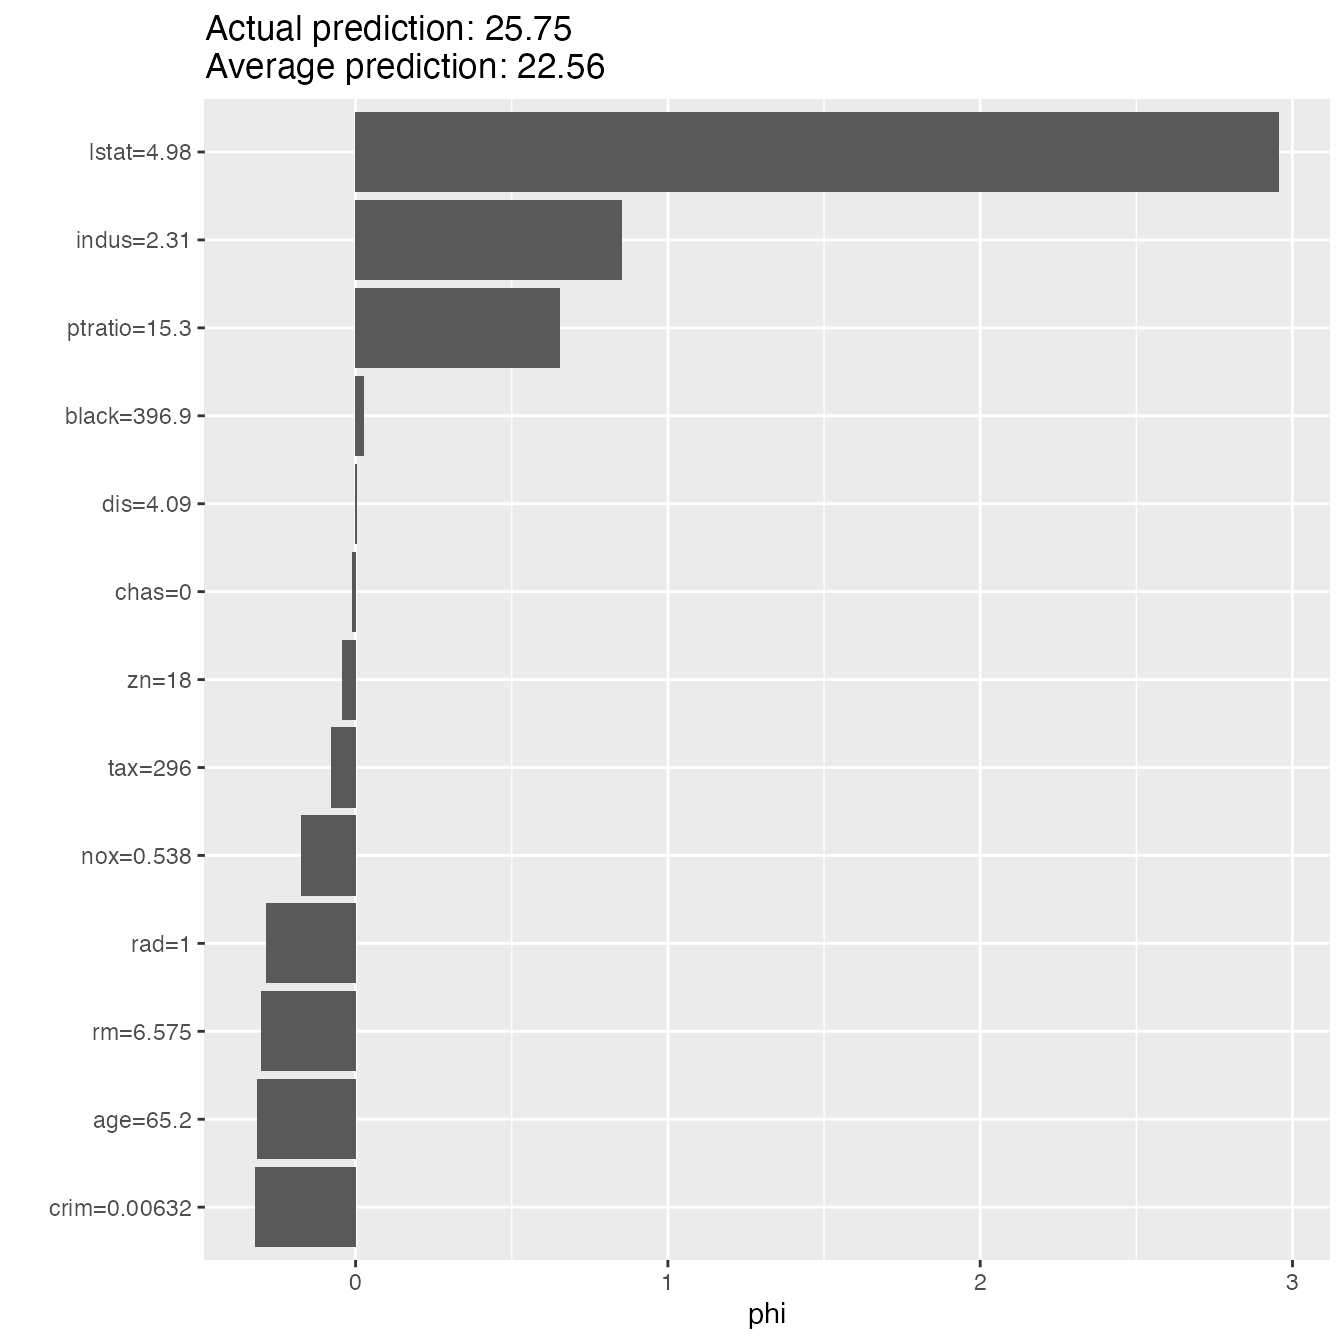 Actual prediction: 25.75
Average prediction: 22.56
lstat=4.98
indus=2.31
ptratio=15.3
black=396.9
dis=4.09
chas=0
zn=18
tax=296
nox=0.538
rad=1
rm=6.575
age=65.2
crim=0.00632
0 1 2 3
phi